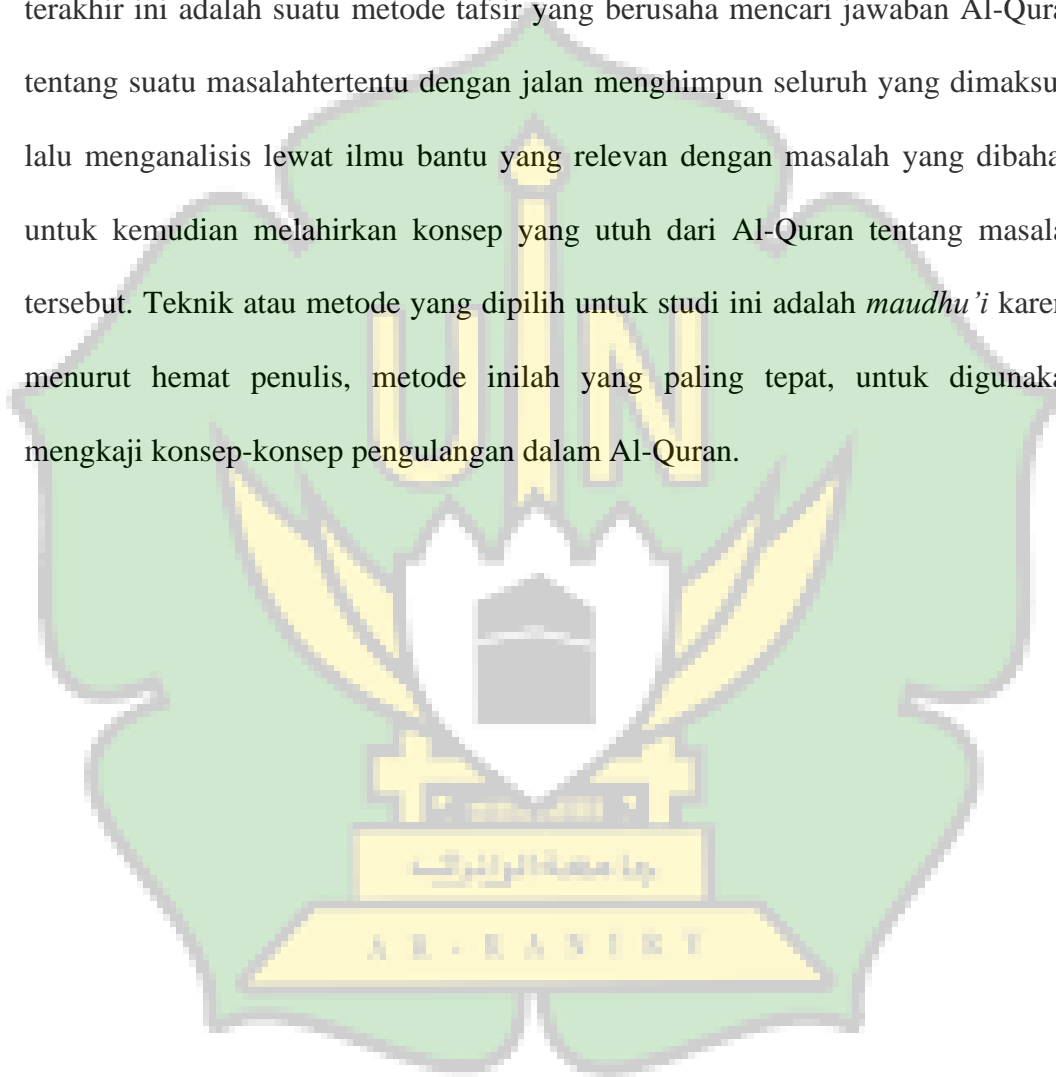 terakhir ini adalah suatu metode tafsir yang berusaha mencari jawaban Al-Qura
tentang suatu masalahtertentu dengan jalan menghimpun seluruh yang dimaksu
lalu menganalisis lewat ilmu bantu yang relevan dengan masalah yang dibaha
untuk kemudian melahirkan konsep yang utuh dari Al-Quran tentang masala
tersebut. Teknik atau metode yang dipilih untuk studi ini adalah maudhu’i karen
menurut hemat penulis, metode inilah yang paling tepat, untuk digunaka
mengkaji konsep-konsep pengulangan dalam Al-Quran.
UIN
جامعة الرانري
AR-RANIRY